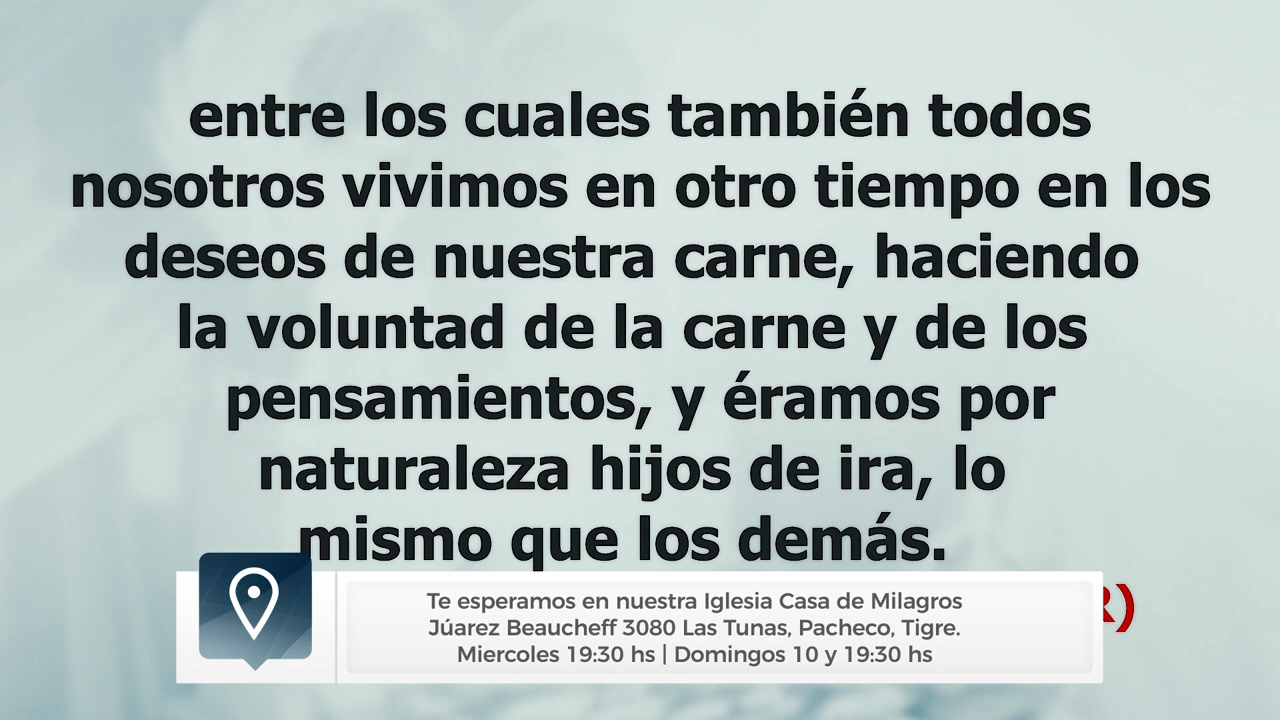 entre los cuales también todos
nosotros vivimos en otro tiempo en los
deseos de nuestra carne, haciendo
la voluntad de la carne y de los
pensamientos, y éramos por
naturaleza hijos de ira, lo
mismo que los demás.
R)
Te esperamos en nuestra Iglesia Casa de Milagros
Júarez Beaucheff 3080 Las Tunas, Pacheco, Tigre.
Miercoles 19:30 hs | Domingos 10 y 19:30 hs